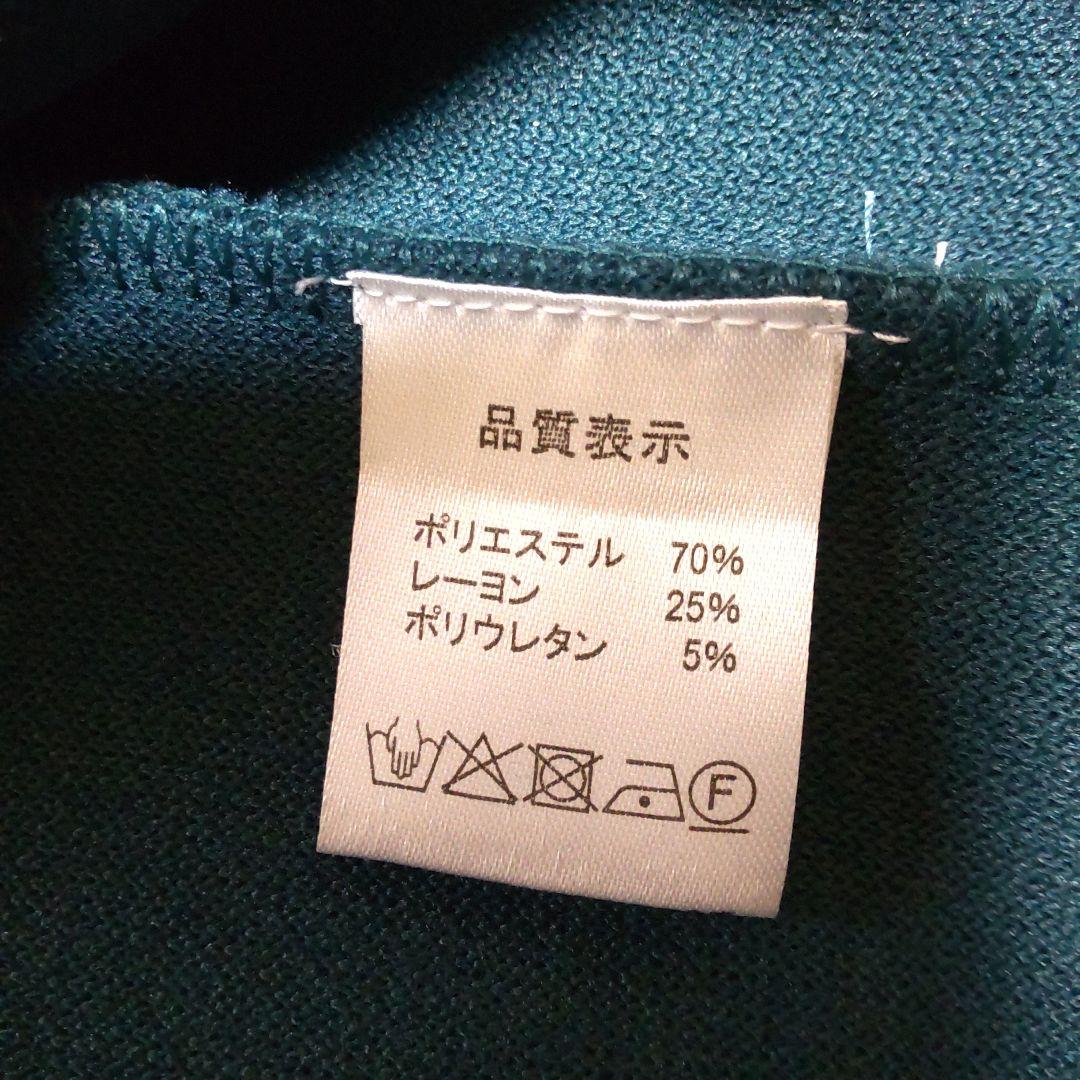 品質表示
ポリエステル 70%
レーヨン 25%
ポリウレタン 5%
F